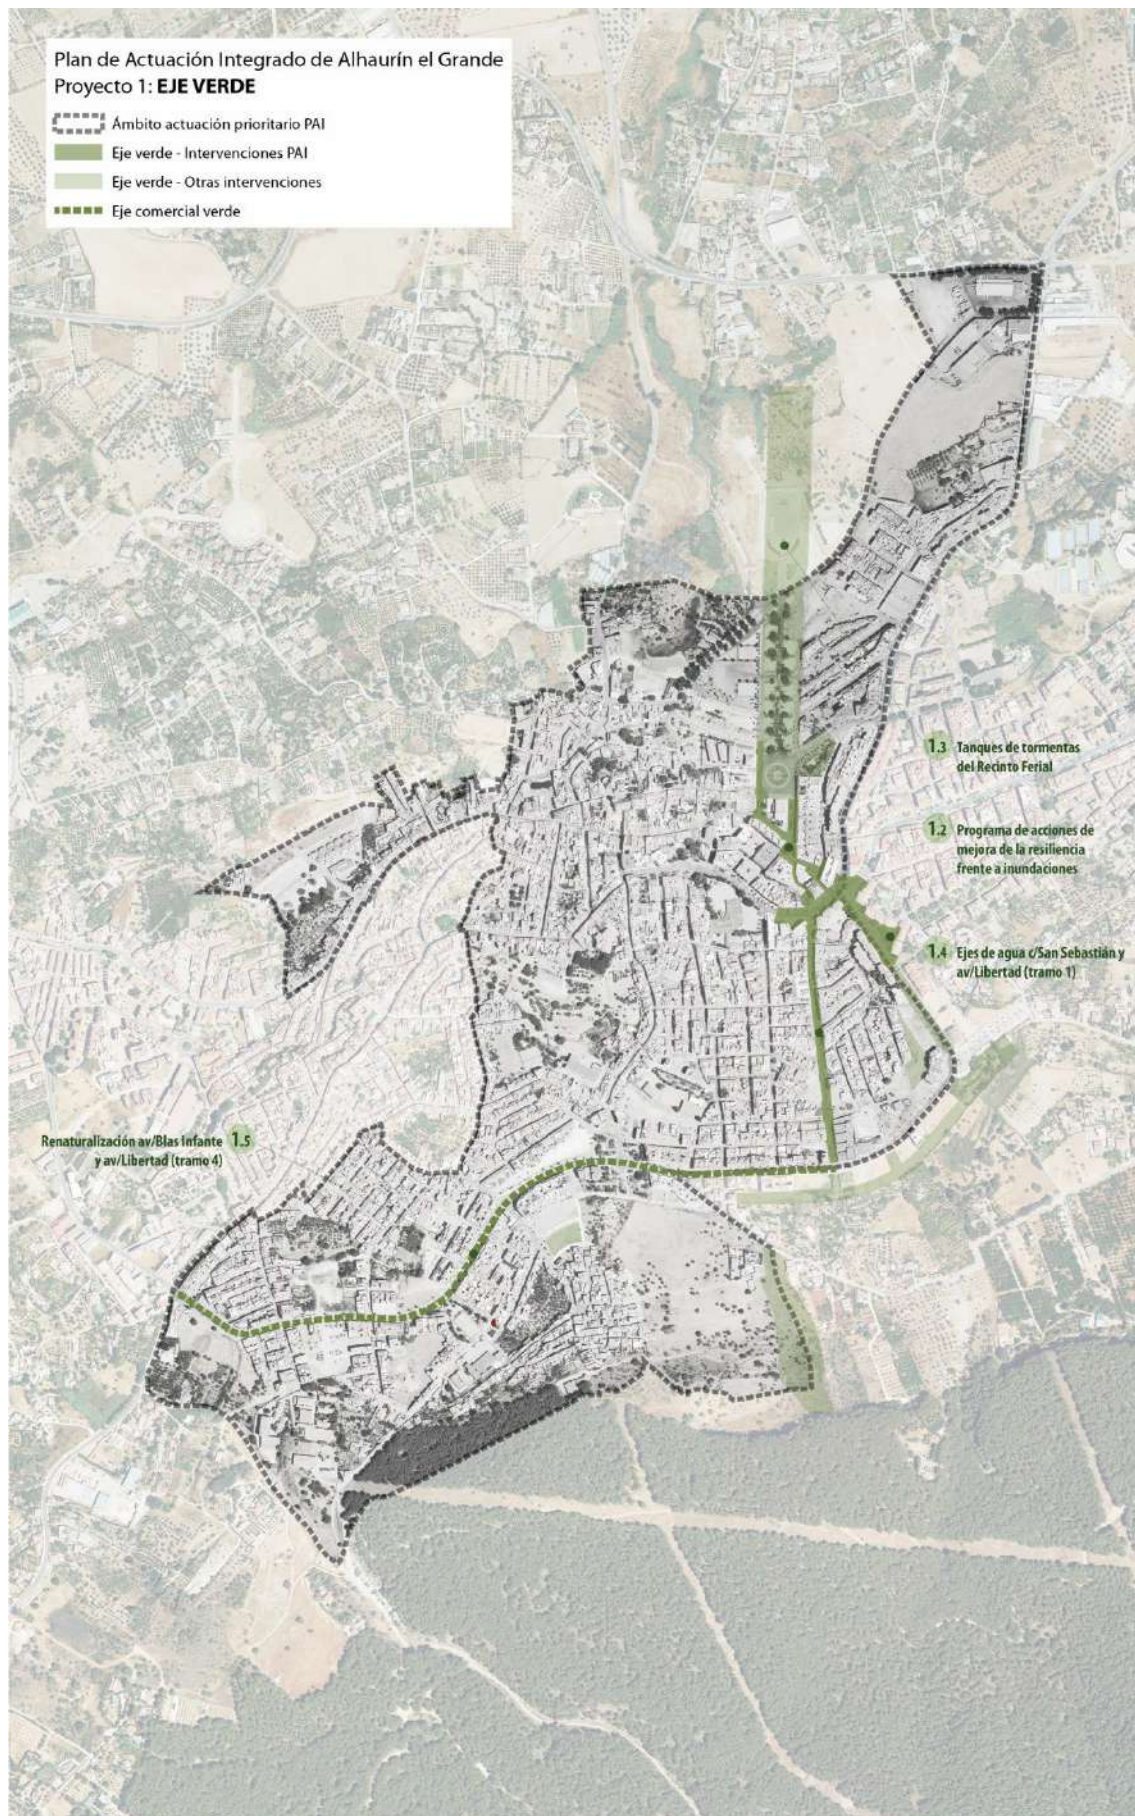 Plan de Actuación Integrado de Alhaurín el Grande
Proyecto 1: EJE VERDE
Ámbito actuación prioritario PAI
Eje verde - Intervenciones PAI
Eje verde - Otras intervenciones
Eje comercial verde
1.3 Tanques de tormentas
del Recinto Ferial
1.2 Programa de acciones de
mejora de la resiliencia
frente a inundaciones
1.4 Ejes de agua c/San Sebastián y
av/Libertad (tramo 1)
Renaturalización av/Blas Infante 1.5
y av/Libertad (tramo 4)